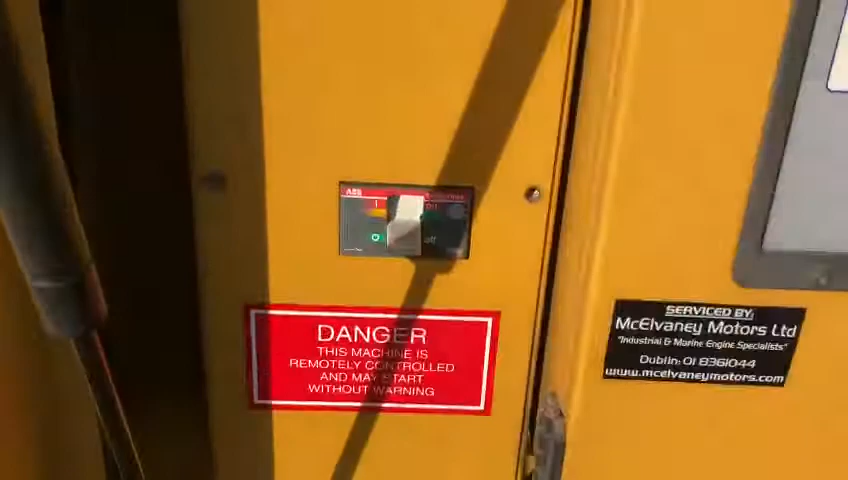 ABB
I
on
O
off
DANGER
THIS MACHINE IS
REMOTELY CONTROLLED
AND MAY START
WITHOUT WARNING
SERVICED BY:
McElvaney Motors Ltd
"Industrial & Marine Engine Specialists"
Dublin: 01 8361044
www.mcelvaneymotors.com